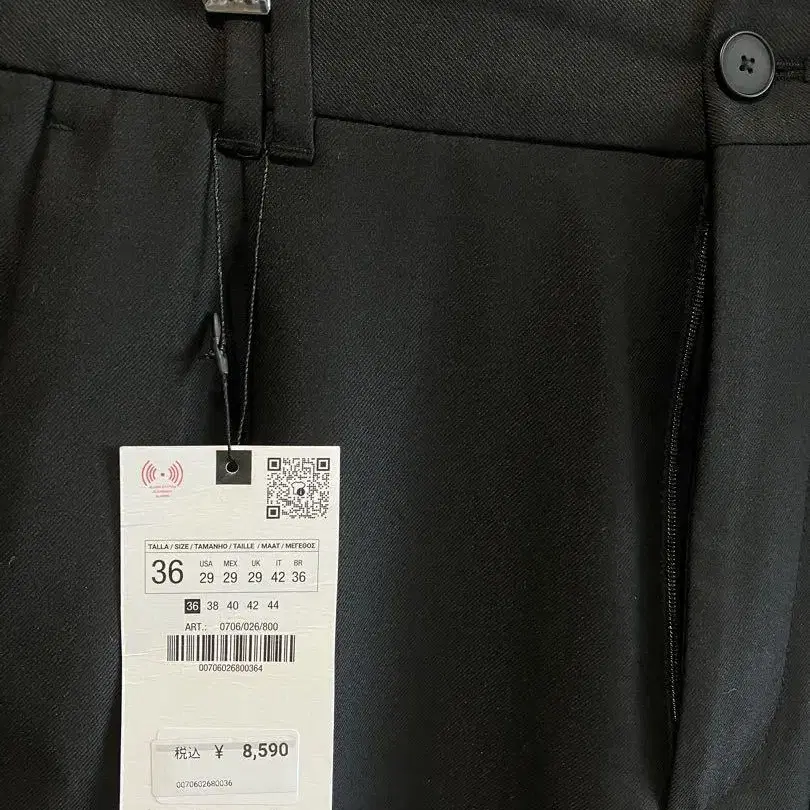 TALLA / SIZE / TAMANHO / TAILLE / MAAT / ΜΕΓΕΘΟΣ
36 USA MEX UK IT BR
29 29 29 42 36
36 38 40 42 44
ART.: 0706/026/800
00706026800364
税込 ¥ 8,590
0070602680036